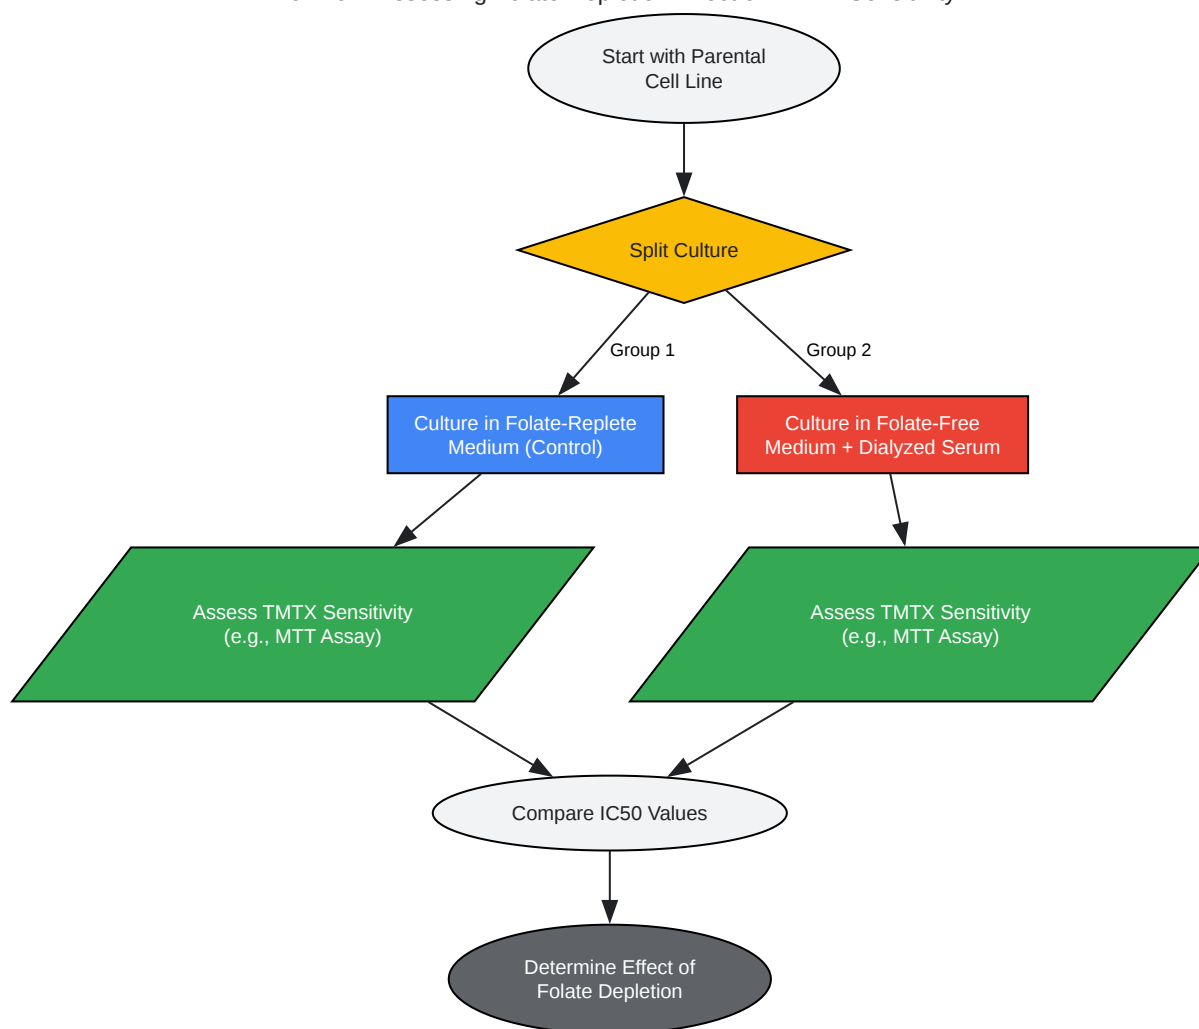 Start with Parental
Cell Line
Split Culture
Group 1
Group 2
Culture in Folate-Replete
Medium (Control)
Culture in Folate-Free
Medium + Dialyzed Serum
Assess TMTX Sensitivity
(e.g., MTT Assay)
Assess TMTX Sensitivity
(e.g., MTT Assay)
Compare IC50 Values
Determine Effect of
Folate Depletion